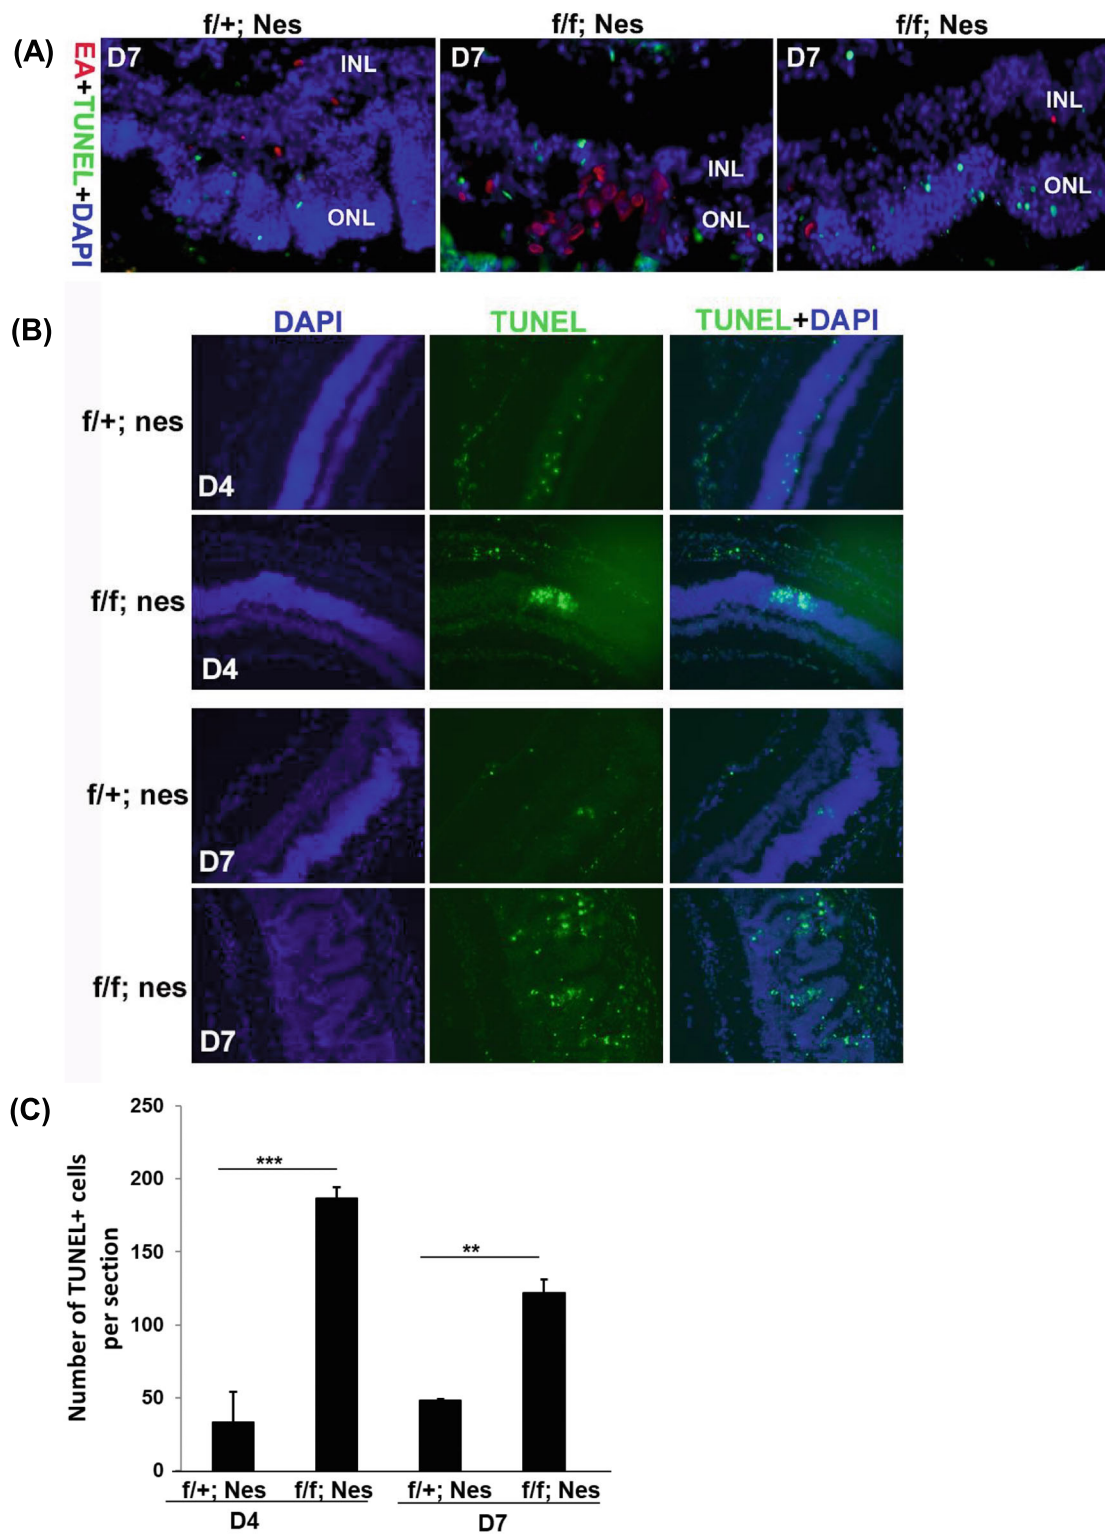 (A)
f/+; Nes f/f; Nes f/f; Nes
EA+TUNEL+DAPI
D7 INL ONL
D7 INL ONL
D7 INL ONL
(B)
DAPI TUNEL TUNEL+DAPI
f/+; nes
D4
f/f; nes
D4
f/+; nes
D7
f/f; nes
D7
(C)
Number of TUNEL+ cells
per section
250
200
150
100
50
0
***
**
f/+; Nes f/f; Nes f/+; Nes f/f; Nes
D4 D7